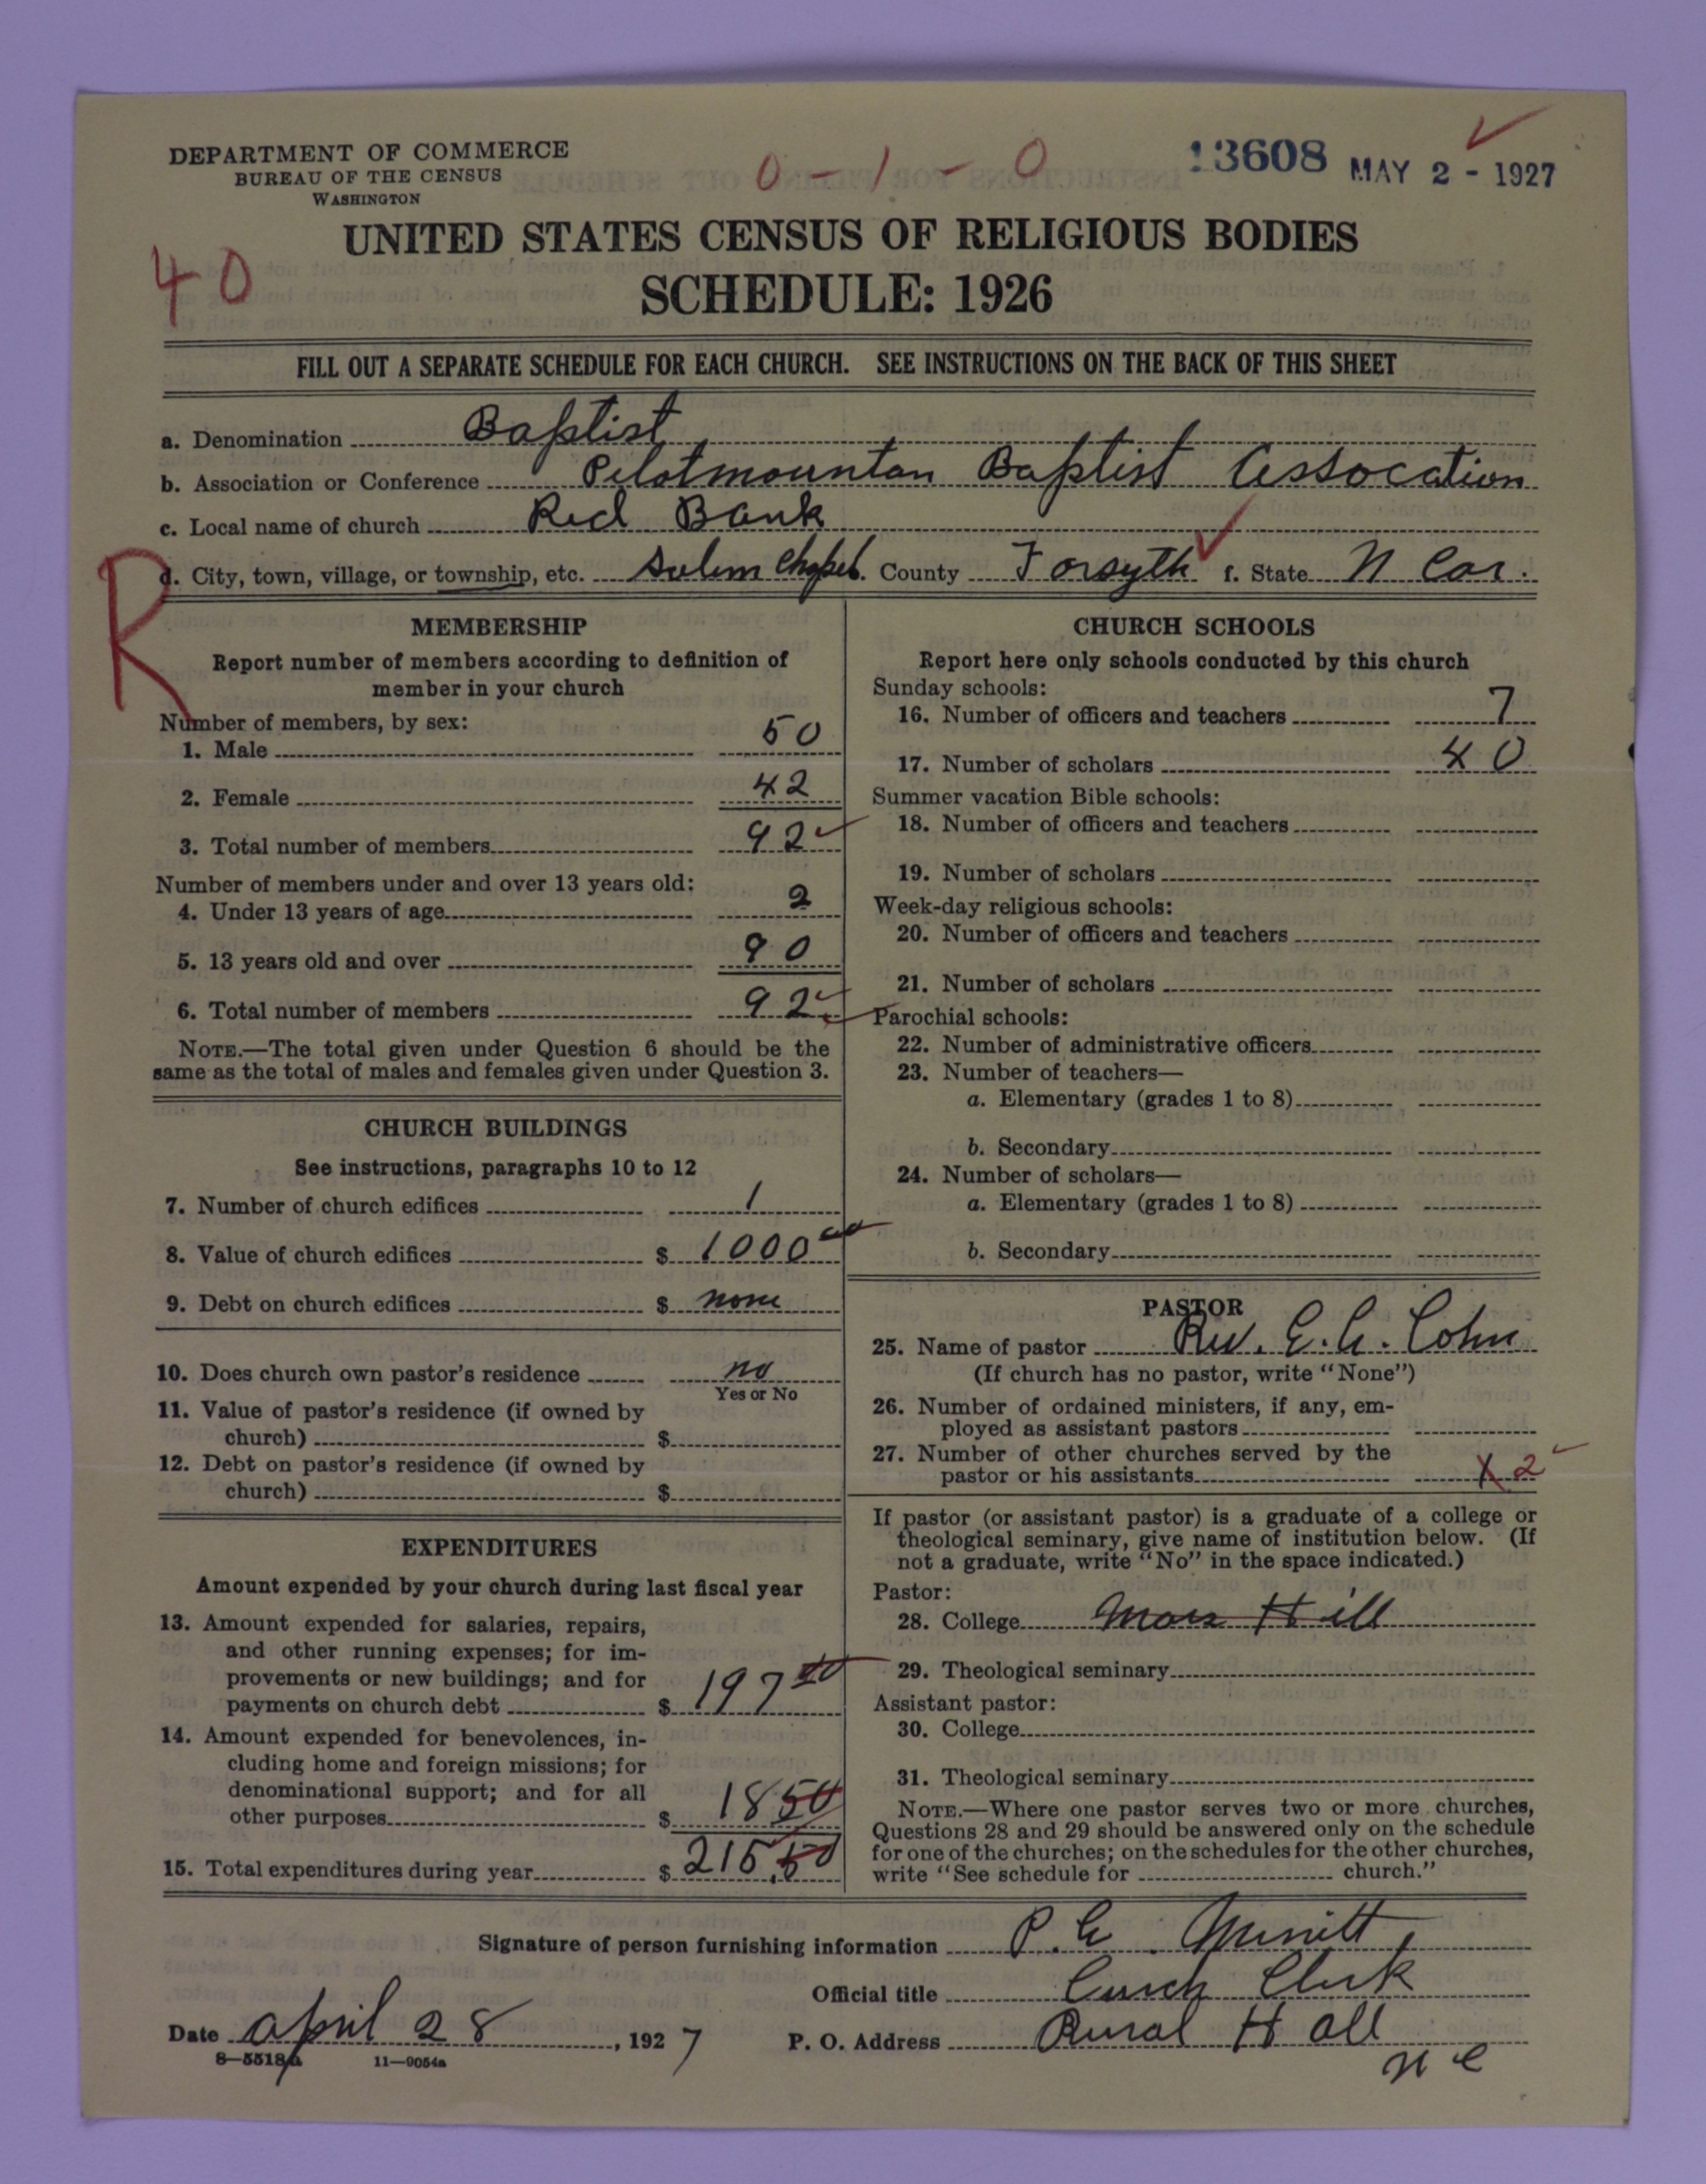 DEPARTMENT OF COMMERCE
BUREAU OF THE CENSUS
WASHINGTON
0 - 1 - 0
13608 MAY 2 - 1927
40
UNITED STATES CENSUS OF RELIGIOUS BODIES
SCHEDULE: 1926
FILL OUT A SEPARATE SCHEDULE FOR EACH CHURCH. SEE INSTRUCTIONS ON THE BACK OF THIS SHEET
a. Denomination Baptist
b. Association or Conference Pilotmountan Baptist Assocation
c. Local name of church Red Bank
R
d. City, town, village, or township, etc. Salem Chapel. County Forsyth f. State N Car.
MEMBERSHIP
Report number of members according to definition of
member in your church
Number of members, by sex:
1. Male 50
2. Female 42
3. Total number of members 92
Number of members under and over 13 years old:
4. Under 13 years of age 2
5. 13 years old and over 90
6. Total number of members 92
NOTE.—The total given under Question 6 should be the
same as the total of males and females given under Question 3.
CHURCH BUILDINGS
See instructions, paragraphs 10 to 12
7. Number of church edifices 1
8. Value of church edifices $ 1000 00
9. Debt on church edifices $ none
10. Does church own pastor's residence no
Yes or No
11. Value of pastor's residence (if owned by
church) $
12. Debt on pastor's residence (if owned by
church) $
EXPENDITURES
Amount expended by your church during last fiscal year
13. Amount expended for salaries, repairs,
and other running expenses; for im-
provements or new buildings; and for
payments on church debt $ 197 00
14. Amount expended for benevolences, in-
cluding home and foreign missions; for
denominational support; and for all
other purposes $ 18 50
15. Total expenditures during year $ 215.50
CHURCH SCHOOLS
Report here only schools conducted by this church
Sunday schools:
16. Number of officers and teachers 7
17. Number of scholars 40
Summer vacation Bible schools:
18. Number of officers and teachers
19. Number of scholars
Week-day religious schools:
20. Number of officers and teachers
21. Number of scholars
Parochial schools:
22. Number of administrative officers
23. Number of teachers—
a. Elementary (grades 1 to 8)
b. Secondary
24. Number of scholars—
a. Elementary (grades 1 to 8)
b. Secondary
PASTOR
25. Name of pastor Rev. E. A. Cohn
(If church has no pastor, write "None")
26. Number of ordained ministers, if any, em-
ployed as assistant pastors
27. Number of other churches served by the
pastor or his assistants X 2
If pastor (or assistant pastor) is a graduate of a college or
theological seminary, give name of institution below. (If
not a graduate, write "No" in the space indicated.)
Pastor:
28. College Mars Hill
29. Theological seminary
Assistant pastor:
30. College
31. Theological seminary
NOTE.—Where one pastor serves two or more churches,
Questions 28 and 29 should be answered only on the schedule
for one of the churches; on the schedules for the other churches,
write "See schedule for church."
Signature of person furnishing information P. G. Merritt
Official title Curch Clerk
Date april 28, 1927 P. O. Address Rural Hall
N C
8—5518a 11—9054a